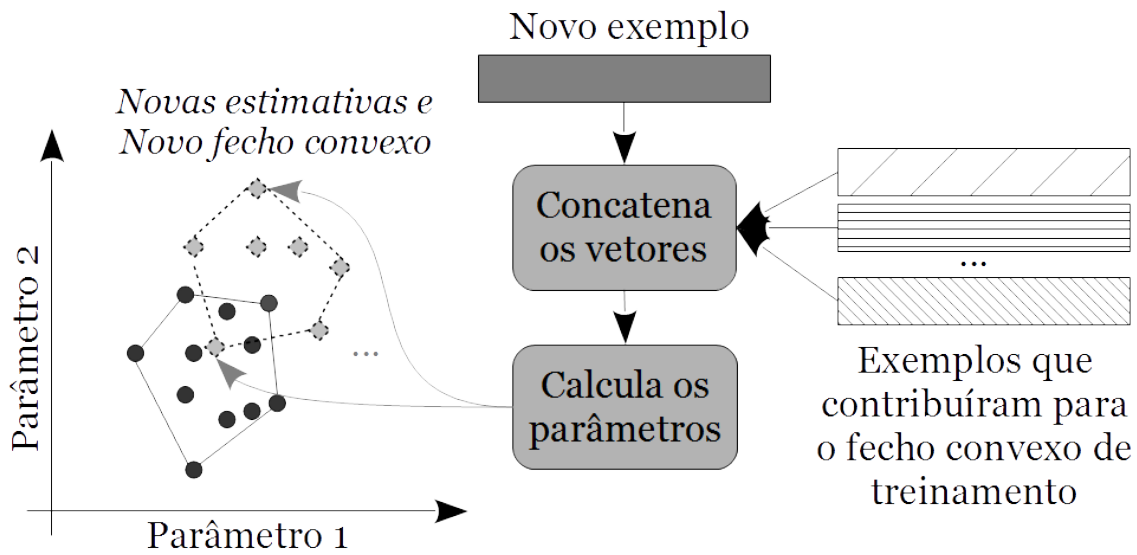 Novo exemplo
Novas estimativas e
Novo fecho convexo
Concatena
os vetores
...
Parâmetro 2
...
Calcula os
parâmetros
Exemplos que
contribuíram para
o fecho convexo de
treinamento
Parâmetro 1